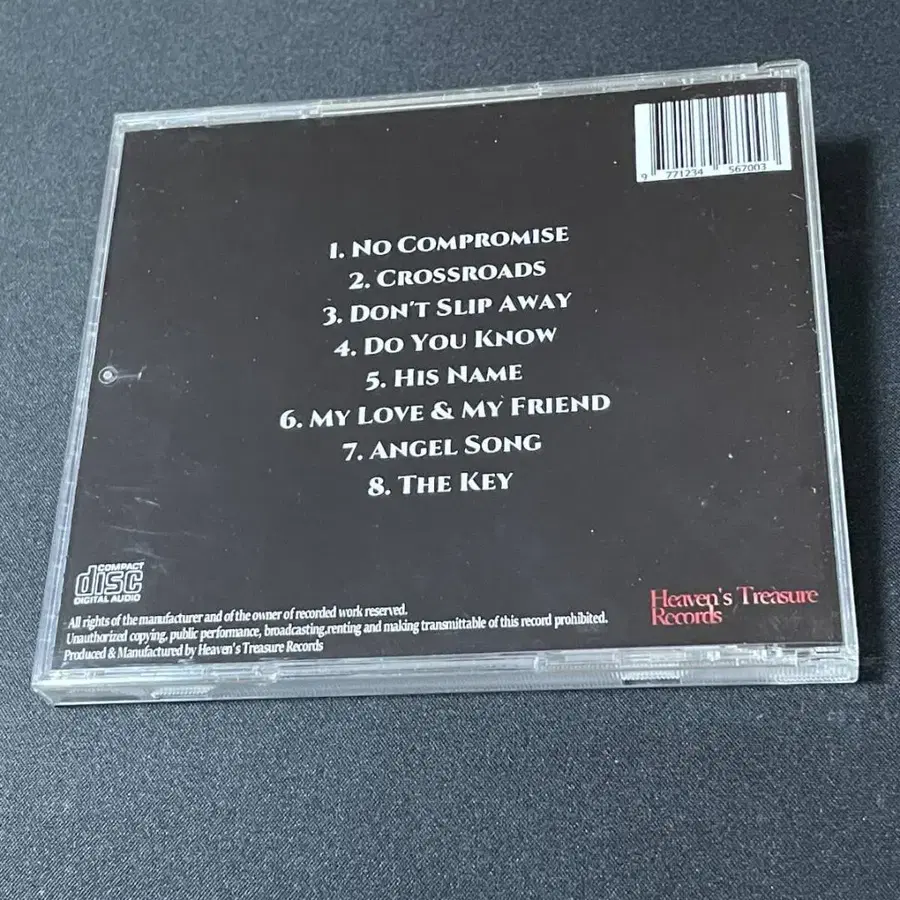 9 771234 567003
1. No Compromise
2. Crossroads
3. Don't Slip Away
4. Do You Know
5. His Name
6. My Love & My Friend
7. Angel Song
8. The Key
COMPACT
disc
DIGITAL AUDIO
All rights of the manufacturer and of the owner of recorded work reserved.
Unauthorized copying, public performance, broadcasting,renting and making transmittable of this record prohibited.
Produced & Manufactured by Heaven's Treasure Records
Heaven's Treasure
Records